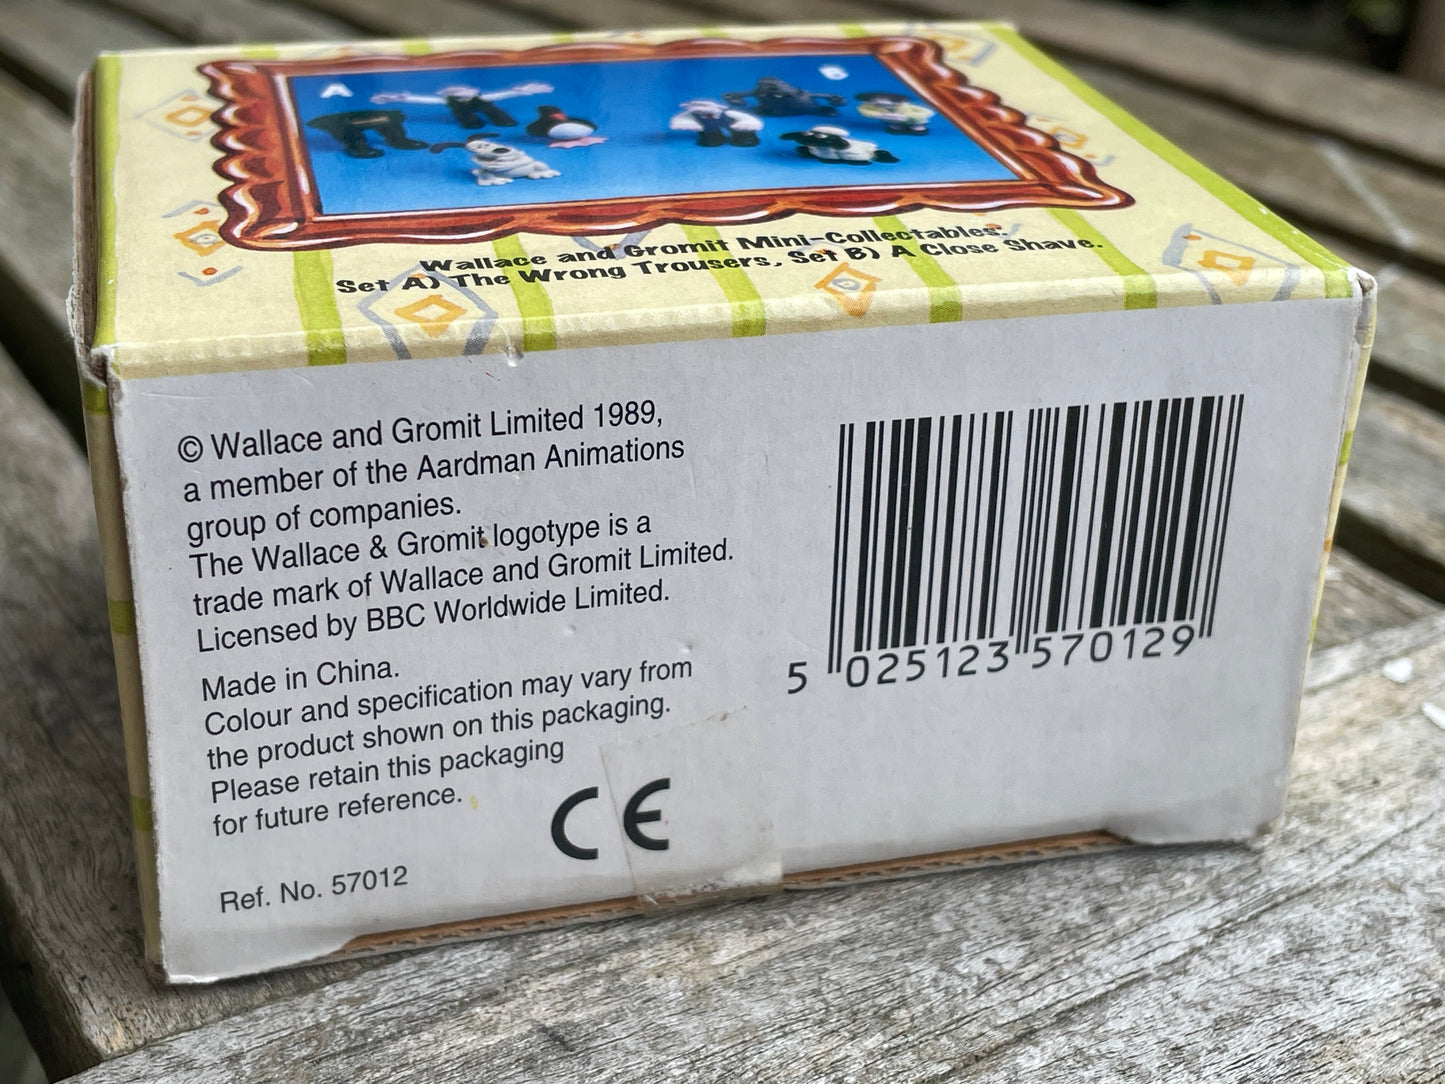 A
B
Wallace and Gromit Mini-Collectables.
Set A) The Wrong Trousers, Set B) A Close Shave.
© Wallace and Gromit Limited 1989,
a member of the Aardman Animations
group of companies.
The Wallace & Gromit logotype is a
trade mark of Wallace and Gromit Limited.
Licensed by BBC Worldwide Limited.
Made in China.
Colour and specification may vary from
the product shown on this packaging.
Please retain this packaging
for future reference.
CE
Ref. No. 57012
5 025123 570129